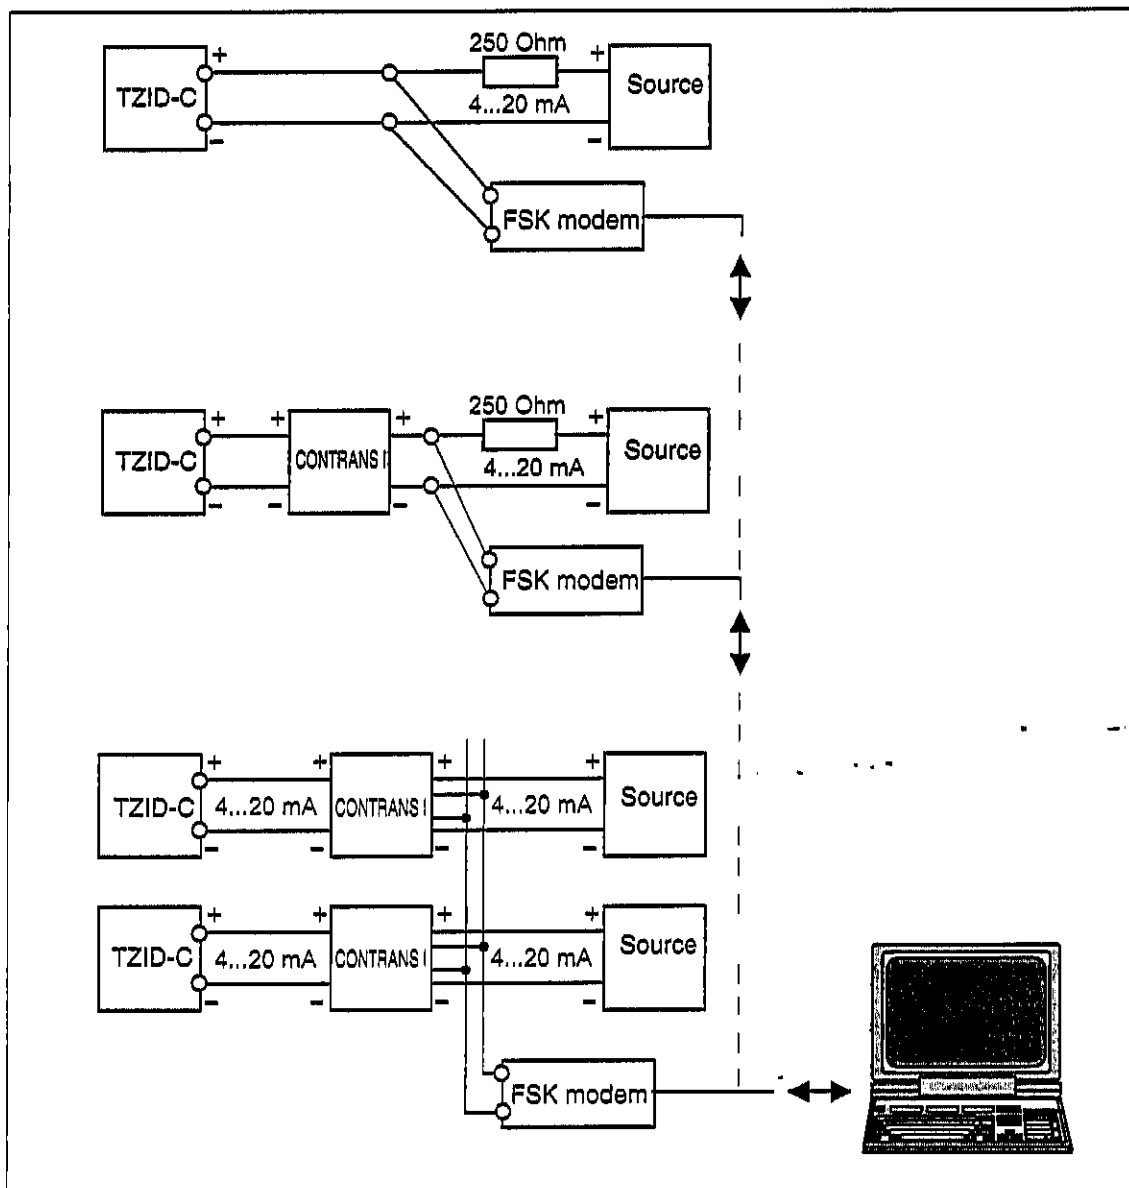 250 Ohm
+ + +
TZID-C Source
4...20 mA
- -
FSK modem
250 Ohm
+ + + +
TZID-C CONTRANS I Source
4...20 mA
- - - -
FSK modem
+ + + +
TZID-C 4...20 mA CONTRANS I 4...20 mA Source
- - - -
+ + + +
TZID-C 4...20 mA CONTRANS I 4...20 mA Source
- - - -
FSK modem